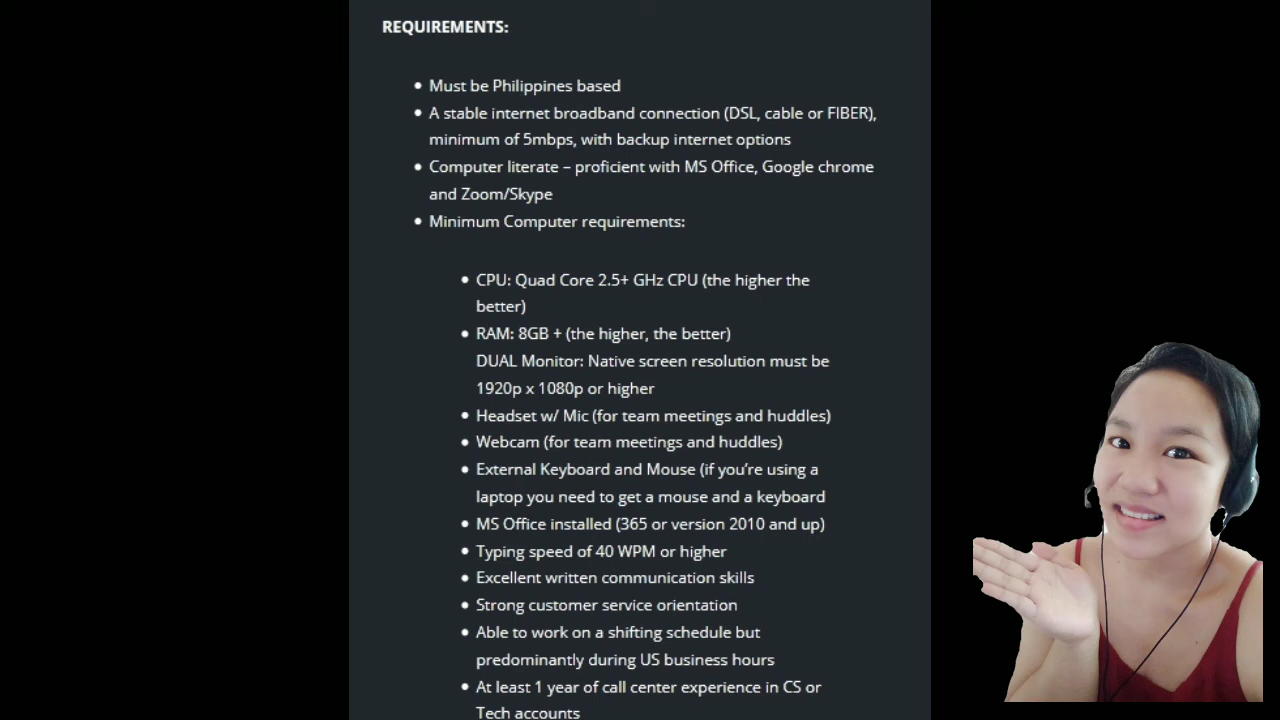 REQUIREMENTS:
• Must be Philippines based
• A stable internet broadband connection (DSL, cable or FIBER),
minimum of 5mbps, with backup internet options
• Computer literate – proficient with MS Office, Google chrome
and Zoom/Skype
• Minimum Computer requirements:
• CPU: Quad Core 2.5+ GHz CPU (the higher the
better)
• RAM: 8GB + (the higher, the better)
DUAL Monitor: Native screen resolution must be
1920p x 1080p or higher
• Headset w/ Mic (for team meetings and huddles)
• Webcam (for team meetings and huddles)
• External Keyboard and Mouse (if you’re using a
laptop you need to get a mouse and a keyboard
• MS Office installed (365 or version 2010 and up)
• Typing speed of 40 WPM or higher
• Excellent written communication skills
• Strong customer service orientation
• Able to work on a shifting schedule but
predominantly during US business hours
• At least 1 year of call center experience in CS or
Tech accounts